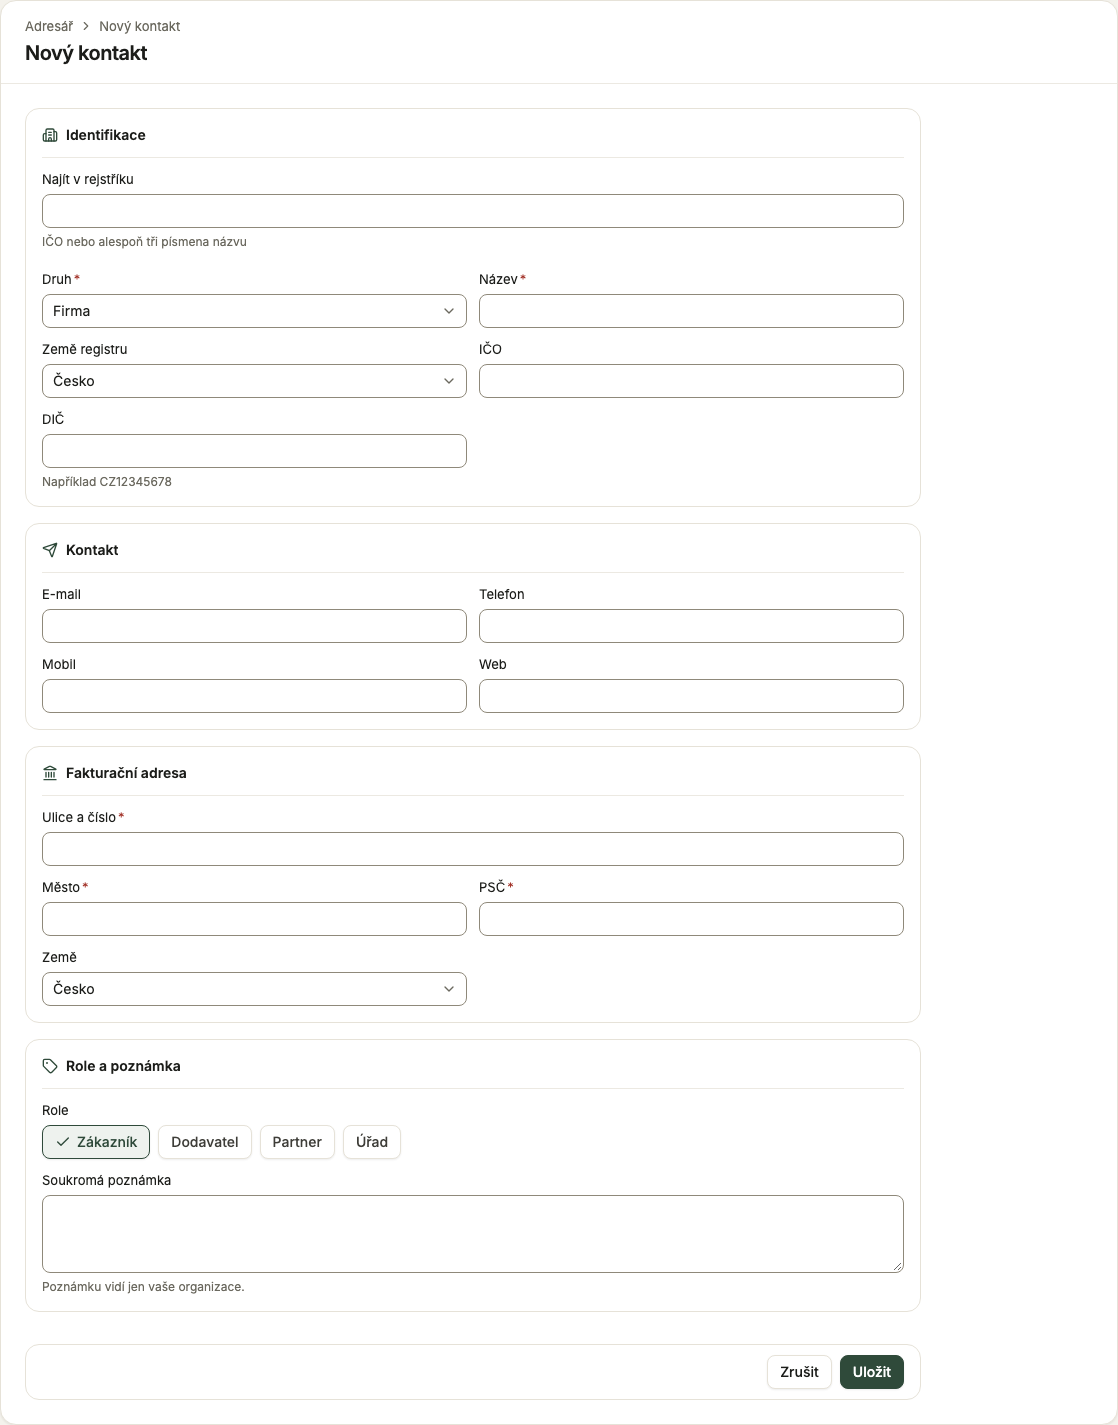 Adresář > Nový kontakt
Nový kontakt
Identifikace
Najít v rejstříku
IČO nebo alespoň tři písmena názvu
Druh * Název *
Firma
Země registru IČO
Česko
DIČ
Například CZ12345678
Kontakt
E-mail Telefon
Mobil Web
Fakturační adresa
Ulice a číslo *
Město * PSČ *
Země
Česko
Role a poznámka
Role
Zákazník Dodavatel Partner Úřad
Soukromá poznámka
Poznámku vidí jen vaše organizace.
Zrušit Uložit